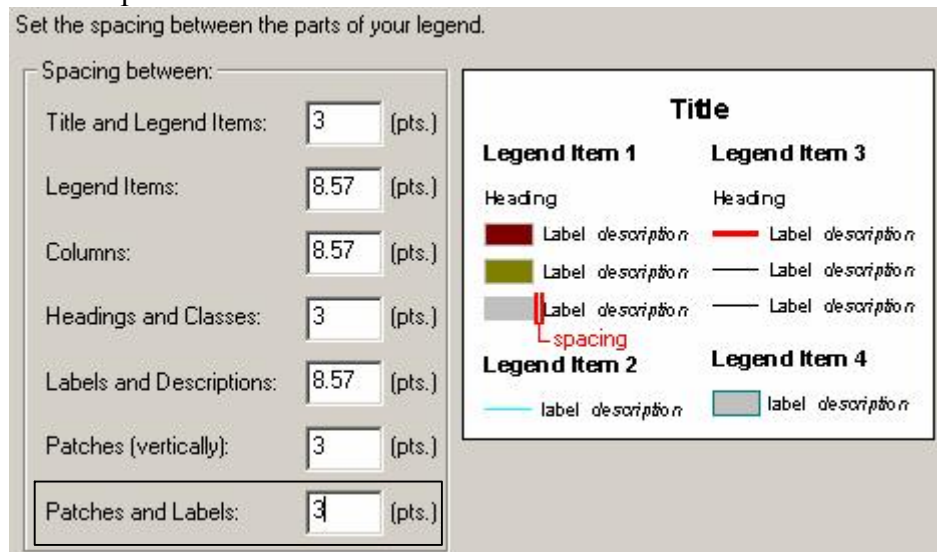 Set the spacing between the parts of your legend.
Spacing between:
Title and Legend Items: 3 (pts.)
Legend Items: 8.57 (pts.)
Columns: 8.57 (pts.)
Headings and Classes: 3 (pts.)
Labels and Descriptions: 8.57 (pts.)
Patches (vertically): 3 (pts.)
Patches and Labels: 3 (pts.)
Title
Legend Item 1 Legend Item 3
Heading Heading
Label description Label description
Label description Label description
Label description Label description
spacing
Legend Item 2 Legend Item 4
label description label description